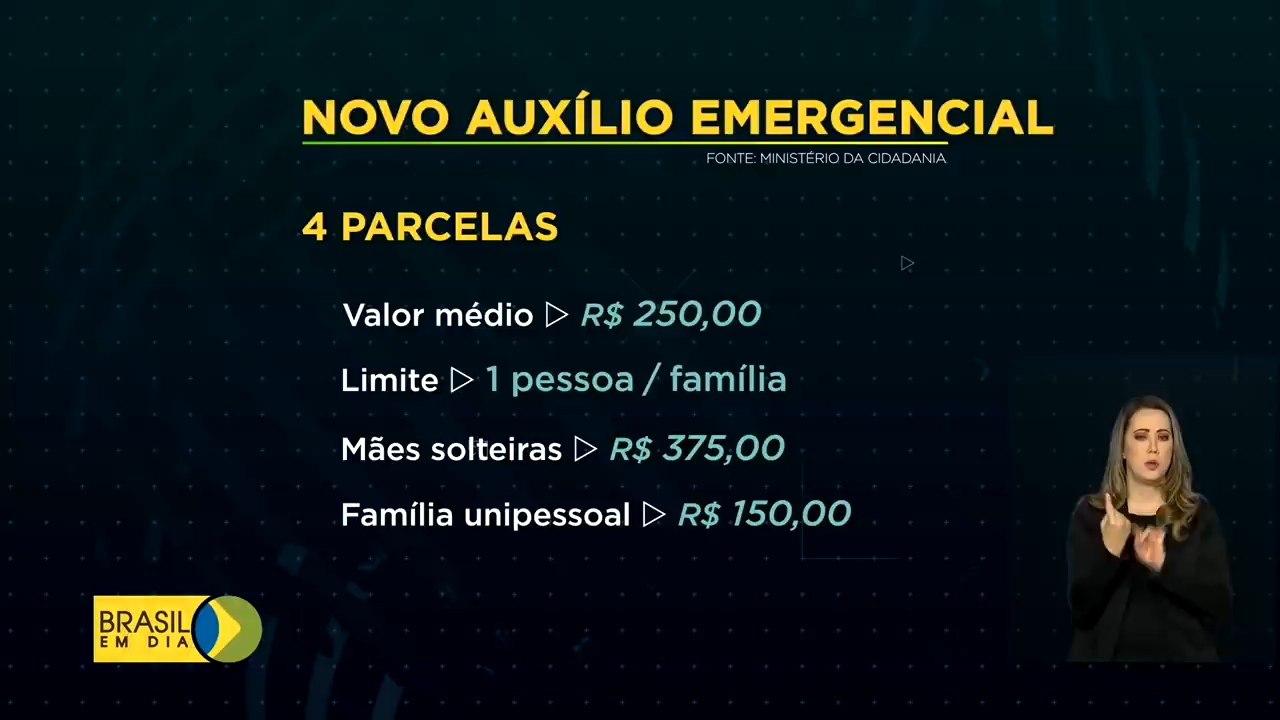 NOVO AUXÍLIO EMERGENCIAL
FONTE: MINISTÉRIO DA CIDADANIA
4 PARCELAS
Valor médio ▷ R$ 250,00
Limite ▷ 1 pessoa / família
Mães solteiras ▷ R$ 375,00
Família unipessoal ▷ R$ 150,00
BRASIL
EM DIA